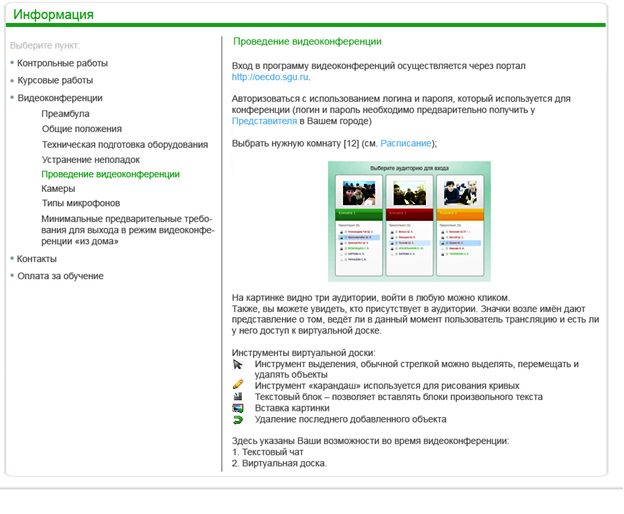 Информация
Выберите пункт:
Контрольные работы
Курсовые работы
Видеоконференции
Преамбула
Общие положения
Техническая подготовка оборудования
Устранение неполадок
Проведение видеоконференции
Камеры
Типы микрофонов
Минимальные предварительные требо-
вания для выхода в режим видеоконфе-
ренции «из дома»
Контакты
Оплата за обучение
Проведение видеоконференции
Вход в программу видеоконференций осуществляется через портал
http://oecdo.sgu.ru.
Авторизоваться с использованием логина и пароля, который используется для
конференции (логин и пароль необходимо предварительно получить у
Представителя в Вашем городе)
Выбрать нужную комнату [12] (см. Расписание);
Выберите аудиторию для входа
На картинке видно три аудитории, войти в любую можно кликом.
Также, вы можете увидеть, кто присутствует в аудитории. Значки возле имён дают
представление о том, ведёт ли в данный момент пользователь трансляцию и есть ли
у него доступ к виртуальной доске.
Инструменты виртуальной доски:
Инструмент выделения, обычной стрелкой можно выделять, перемещать и
удалять объекты
Инструмент «карандаш» используется для рисования кривых
Текстовый блок – позволяет вставлять блоки произвольного текста
Вставка картинки
Удаление последнего добавленного объекта
Здесь указаны Ваши возможности во время видеоконференции:
1. Текстовый чат
2. Виртуальная доска.